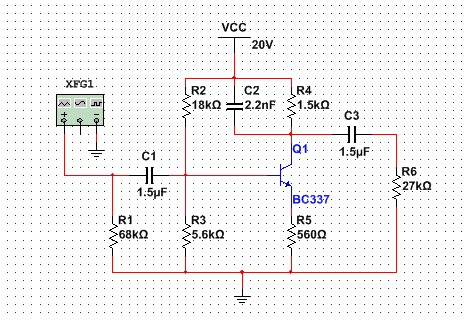 VCC
20V
XFG1
R2
18kΩ
C2
2.2nF
R4
1.5kΩ
C3
1.5µF
Q1
C1
1.5µF
BC337
R6
27kΩ
R1
68kΩ
R3
5.6kΩ
R5
560Ω